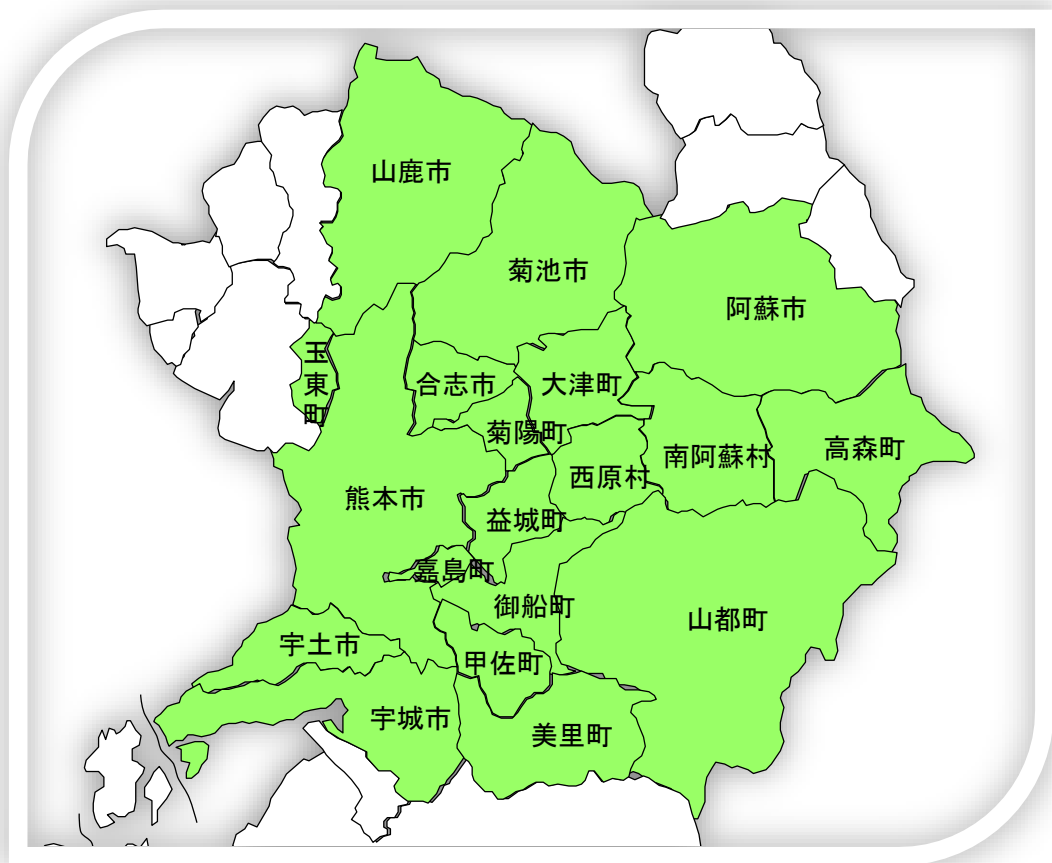 山鹿市
菊池市
阿蘇市
玉東町
合志市
大津町
菊陽町
高森町
南阿蘇村
西原村
熊本市
益城町
嘉島町
御船町
山都町
宇土市
甲佐町
宇城市
美里町